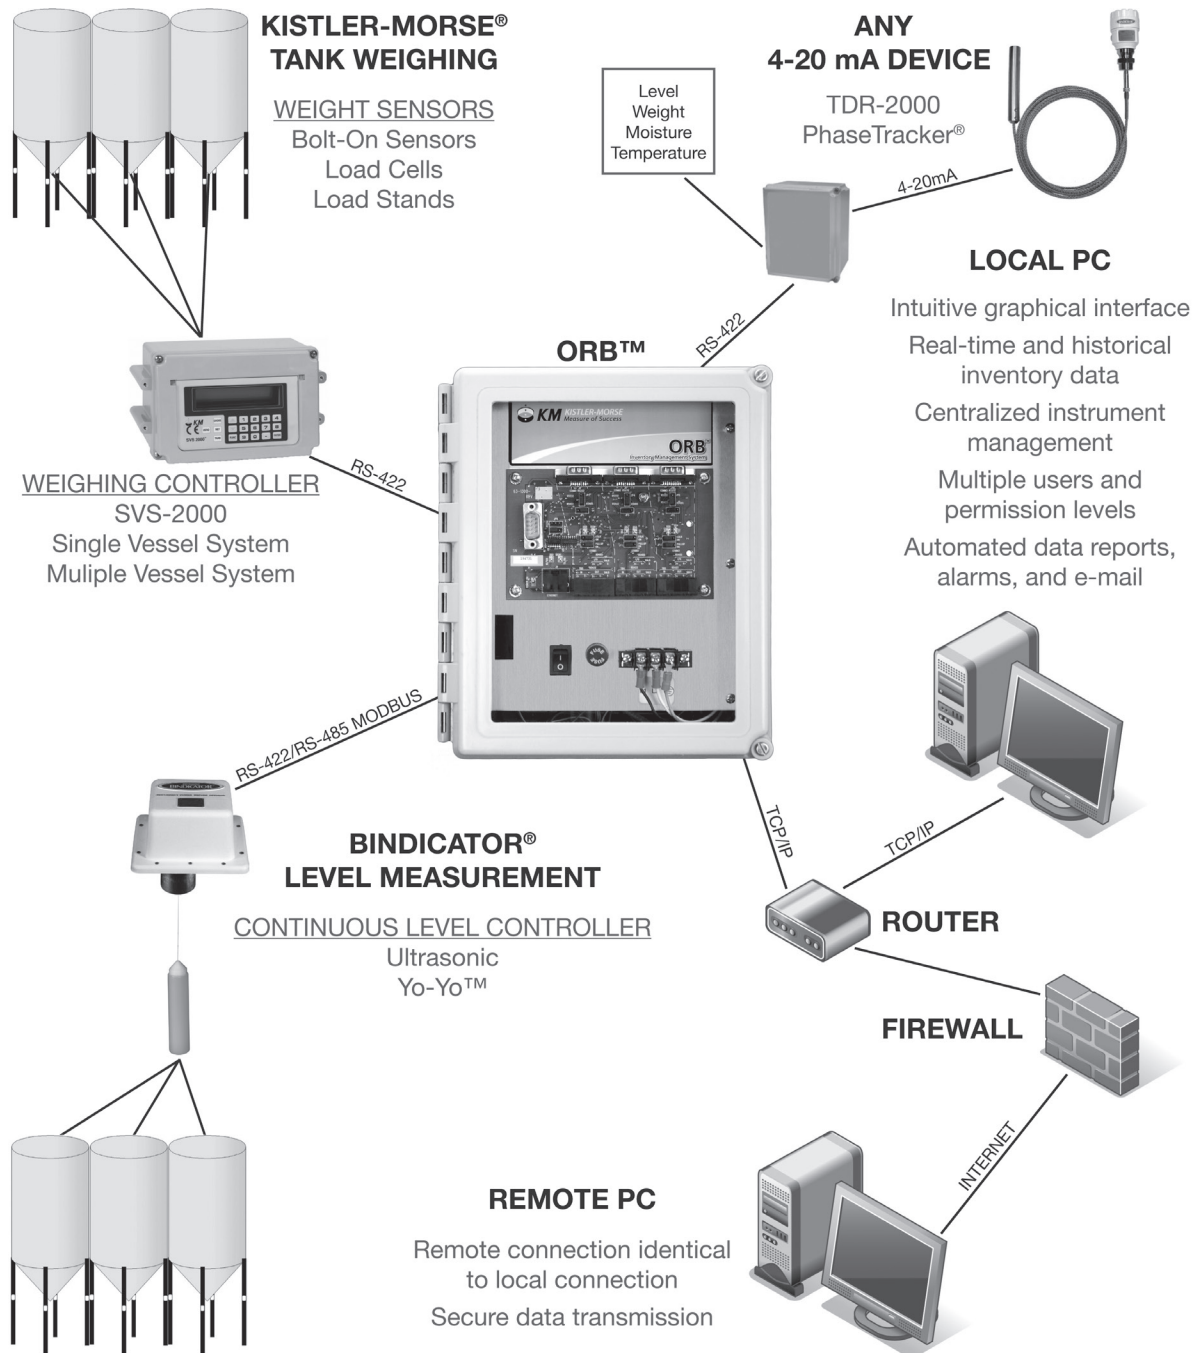 KISTLER-MORSE®
TANK WEIGHING
WEIGHT SENSORS
Bolt-On Sensors
Load Cells
Load Stands
ANY
4-20 mA DEVICE
TDR-2000
PhaseTracker®
Level
Weight
Moisture
Temperature
4-20mA
RS-422
LOCAL PC
Intuitive graphical interface
Real-time and historical
inventory data
Centralized instrument
management
Multiple users and
permission levels
Automated data reports,
alarms, and e-mail
ORB™
KM KISTLER-MORSE
Measure of Success
ORB
Inventory Management System
KM
SVS-2000
WEIGHING CONTROLLER
SVS-2000
Single Vessel System
Muliple Vessel System
RS-422
RS-422/RS-485 MODBUS
BINDICATOR
BINDICATOR®
LEVEL MEASUREMENT
CONTINUOUS LEVEL CONTROLLER
Ultrasonic
Yo-Yo™
TCP/IP
TCP/IP
ROUTER
FIREWALL
INTERNET
REMOTE PC
Remote connection identical
to local connection
Secure data transmission